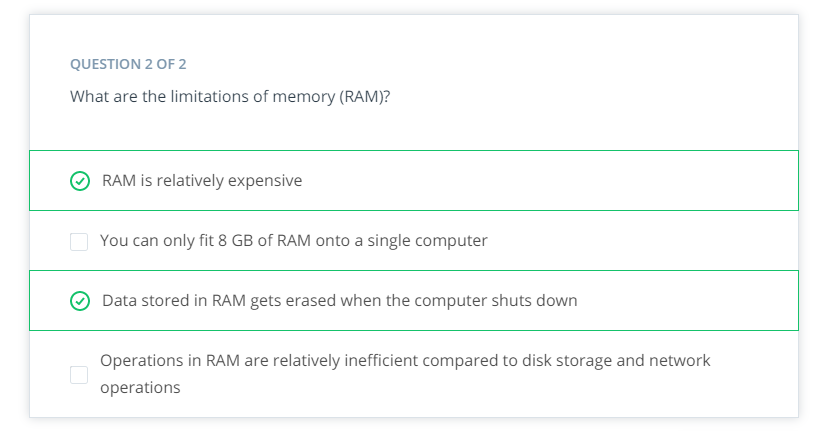 QUESTION 2 OF 2
What are the limitations of memory (RAM)?
RAM is relatively expensive
You can only fit 8 GB of RAM onto a single computer
Data stored in RAM gets erased when the computer shuts down
Operations in RAM are relatively inefficient compared to disk storage and network
operations